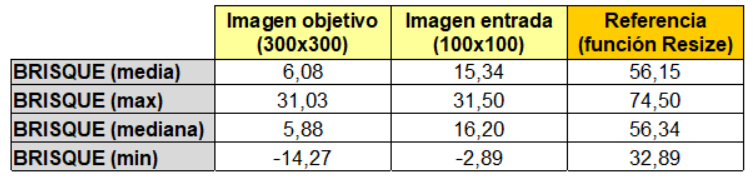 Imagen objetivo (300x300) Imagen entrada (100x100) Referencia (función Resize)
BRISQUE (media) 6,08 15,34 56,15
BRISQUE (max) 31,03 31,50 74,50
BRISQUE (mediana) 5,88 16,20 56,34
BRISQUE (min) -14,27 -2,89 32,89